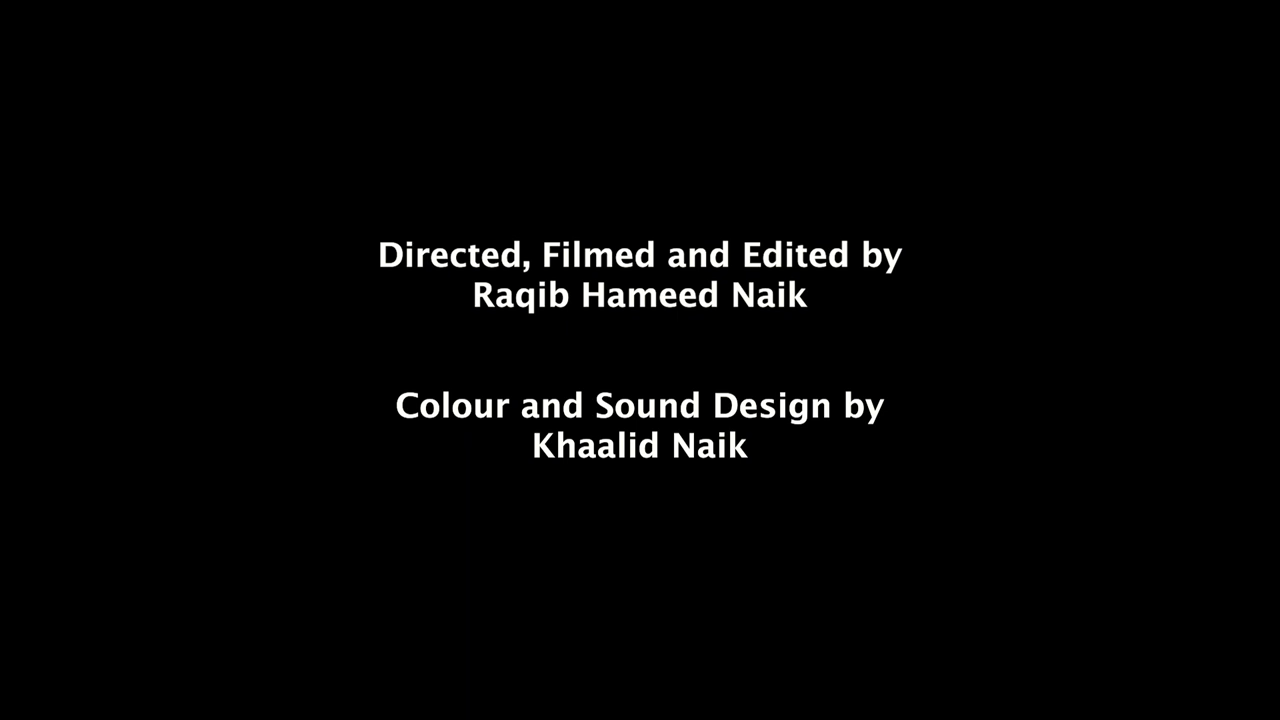 Directed, Filmed and Edited by
Raqib Hameed Naik
Colour and Sound Design by
Khaalid Naik